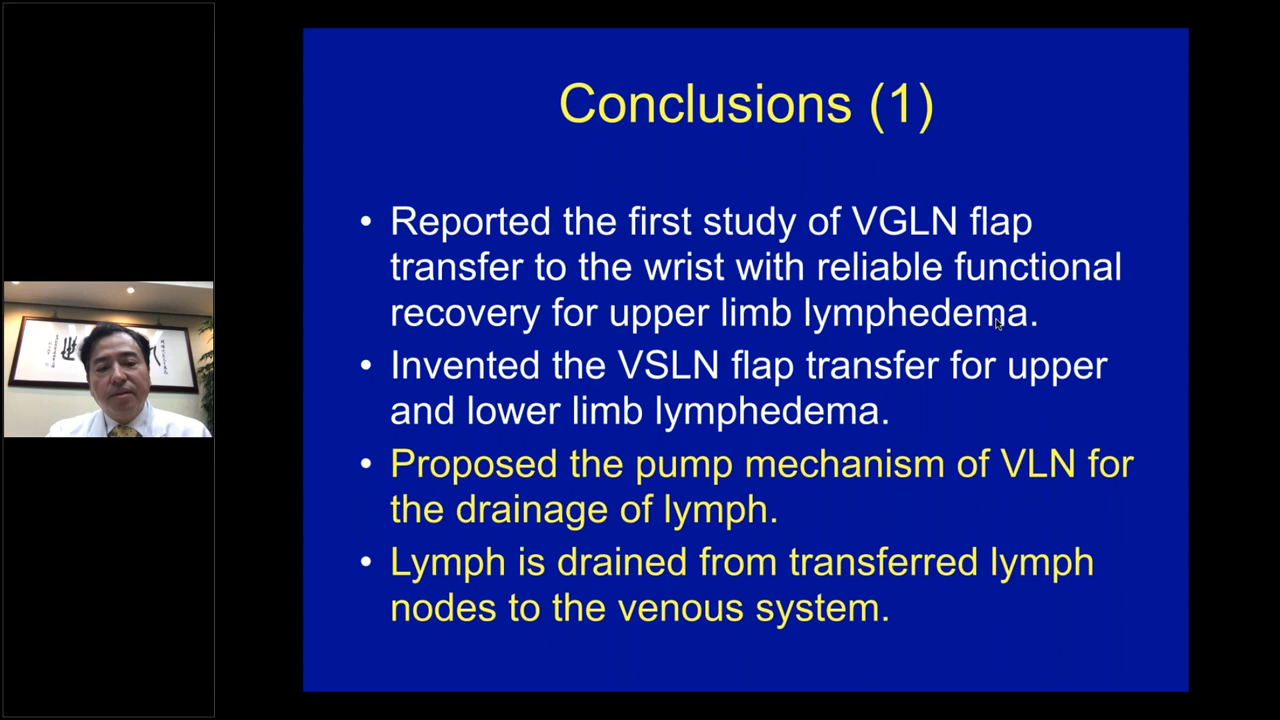 Conclusions (1)
• Reported the first study of VGLN flap
transfer to the wrist with reliable functional
recovery for upper limb lymphedema.
• Invented the VSLN flap transfer for upper
and lower limb lymphedema.
• Proposed the pump mechanism of VLN for
the drainage of lymph.
• Lymph is drained from transferred lymph
nodes to the venous system.